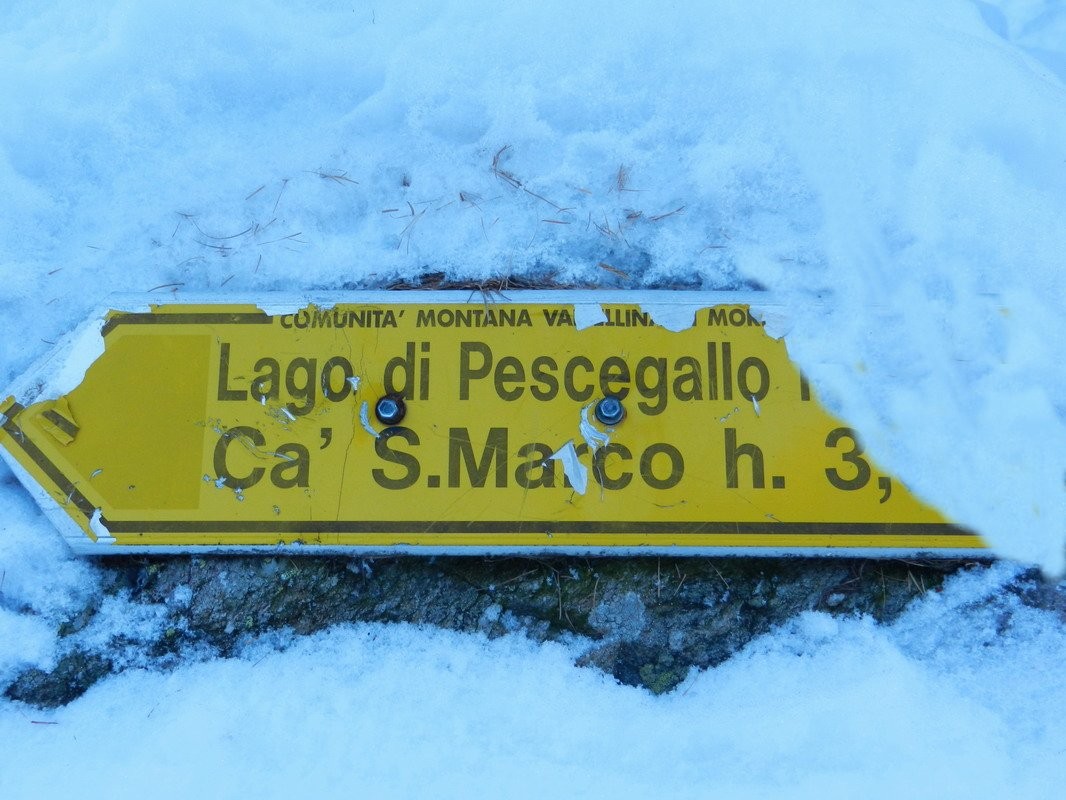 COMUNITA' MONTANA
Lago di Pescegallo
Ca' S.Marco h. 3,